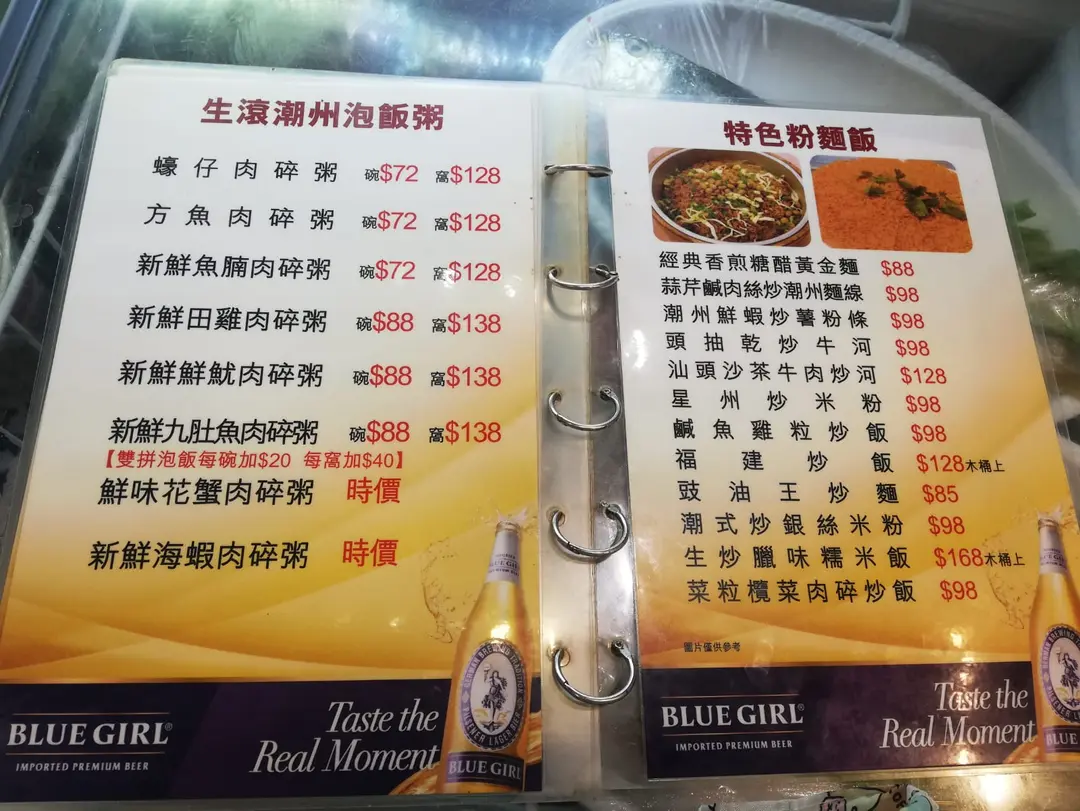 生滾潮州泡飯粥
蠔仔肉碎粥 碗$72 窩$128
方魚肉碎粥 碗$72 窩$128
新鮮魚腩肉碎粥 碗$72 窩$128
新鮮田雞肉碎粥 碗$88 窩$138
新鮮鮮魷肉碎粥 碗$88 窩$138
新鮮九肚魚肉碎粥 碗$88 窩$138
【雙拼泡飯每碗加$20 每窩加$40】
鮮味花蟹肉碎粥 時價
新鮮海蝦肉碎粥 時價
BLUE GIRL®
IMPORTED PREMIUM BEER
Taste the
Real Moment
BLUE GIRL
特色粉麵飯
經典香煎糖醋黃金麵 $88
蒜芹鹹肉絲炒潮州麵線 $98
潮州鮮蝦炒薯粉條 $98
頭抽乾炒牛河 $98
汕頭沙茶牛肉炒河 $128
星州炒米粉 $98
鹹魚雞粒炒飯 $98
福建炒飯 $128木桶上
豉油王炒麵 $85
潮式炒銀絲米粉 $98
生炒臘味糯米飯 $168木桶上
菜粒欖菜肉碎炒飯 $98
圖片僅供參考
BLUE GIRL®
IMPORTED PREMIUM BEER
Taste the
Real Moment